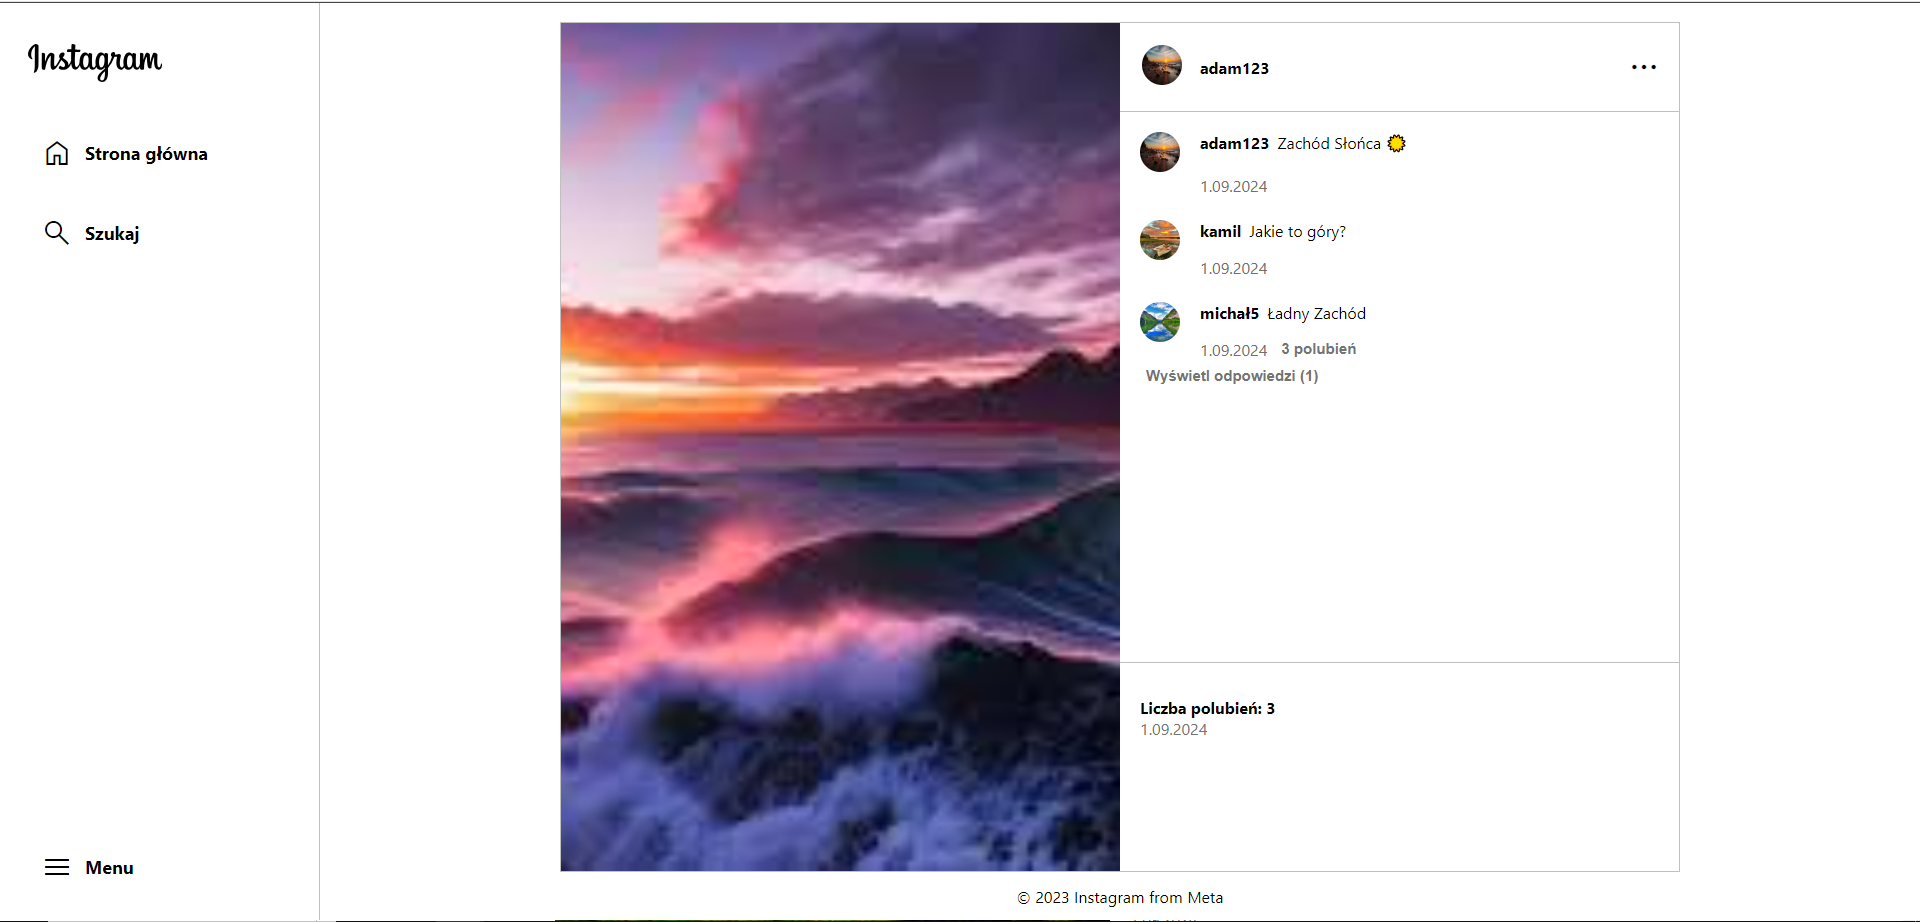 Instagram
Strona główna
Szukaj
Menu
adam123
adam123 Zachód Słońca
1.09.2024
kamil Jakie to góry?
1.09.2024
michał5 Ładny Zachód
1.09.2024 3 polubień
Wyświetl odpowiedzi (1)
Liczba polubień: 3
1.09.2024
© 2023 Instagram from Meta